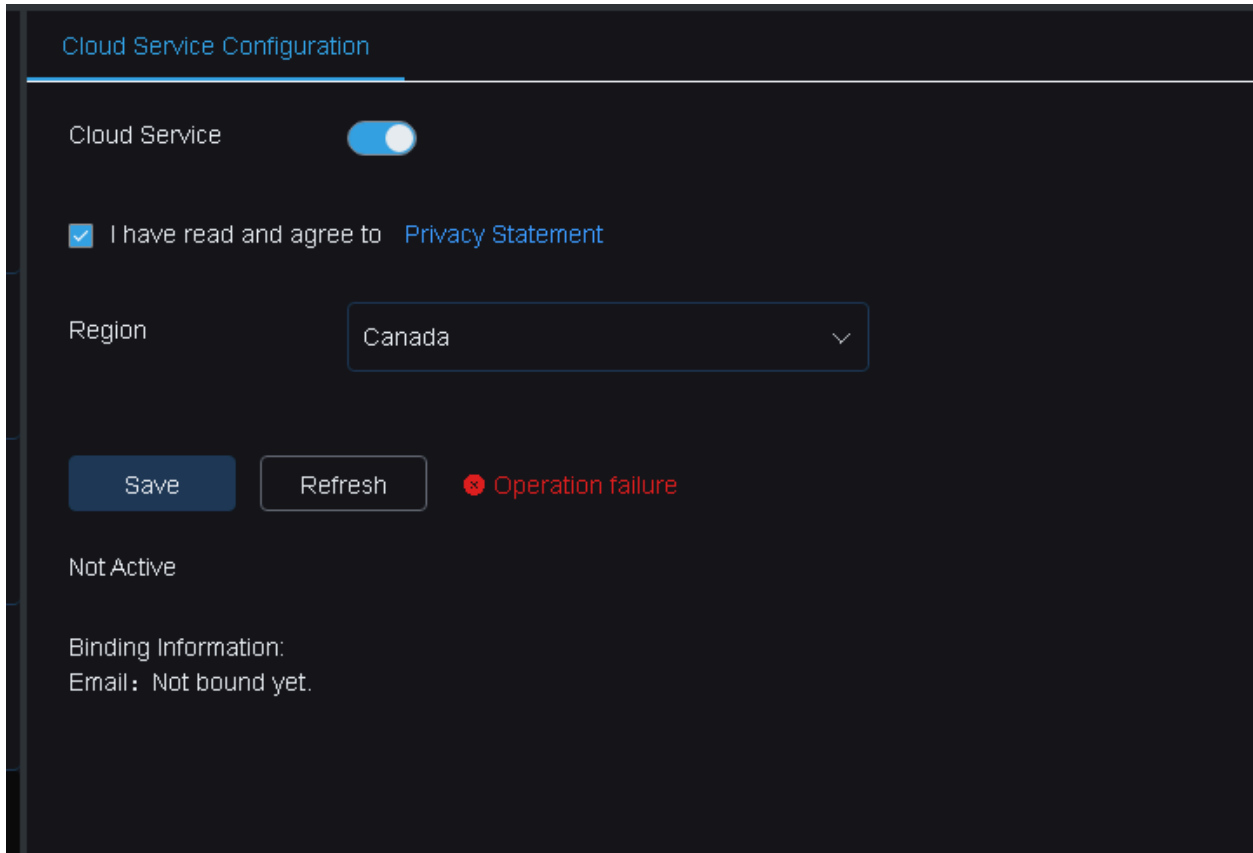 Cloud Service Configuration
Cloud Service
I have read and agree to Privacy Statement
Region
Canada
Save Refresh Operation failure
Not Active
Binding Information:
Email：Not bound yet.